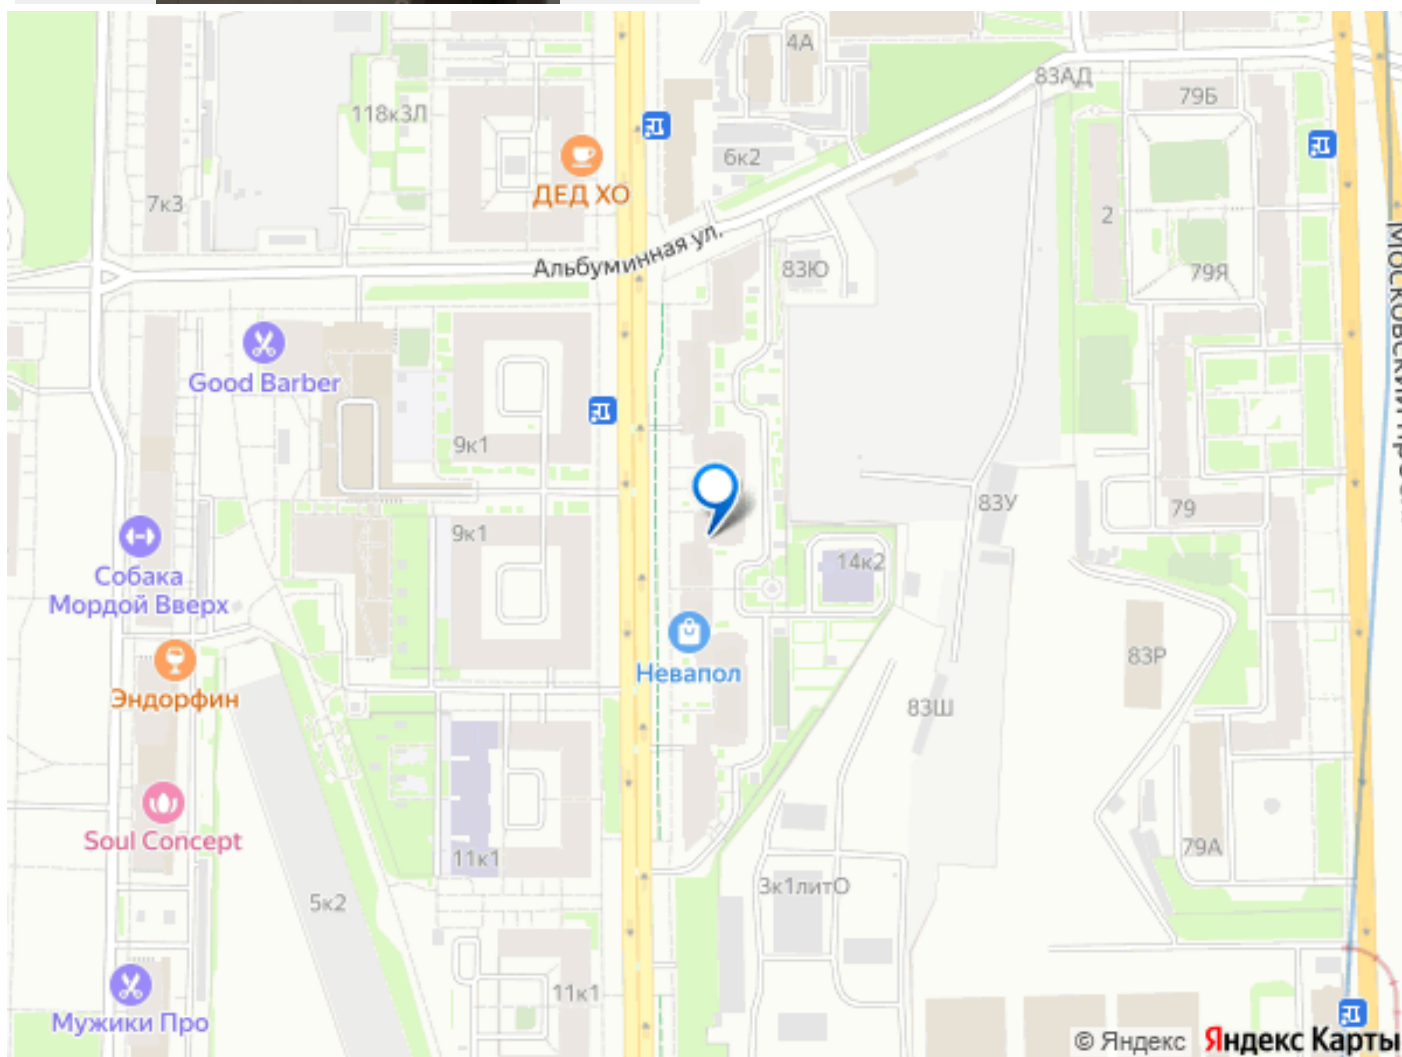 4А
83АД
79Б
118к3Л
6к2
ДЕД ХО
2
7к3
Альбуминная ул.
83Ю
79Я
Good Barber
9к1
83У
79
9к1
14к2
Собака
Мордой Вверх
Невапол
83Р
Эндорфин
83Ш
Soul Concept
11к1
79А
3к1литО
5к2
11к1
Мужики Про
© Яндекс Яндекс Карты